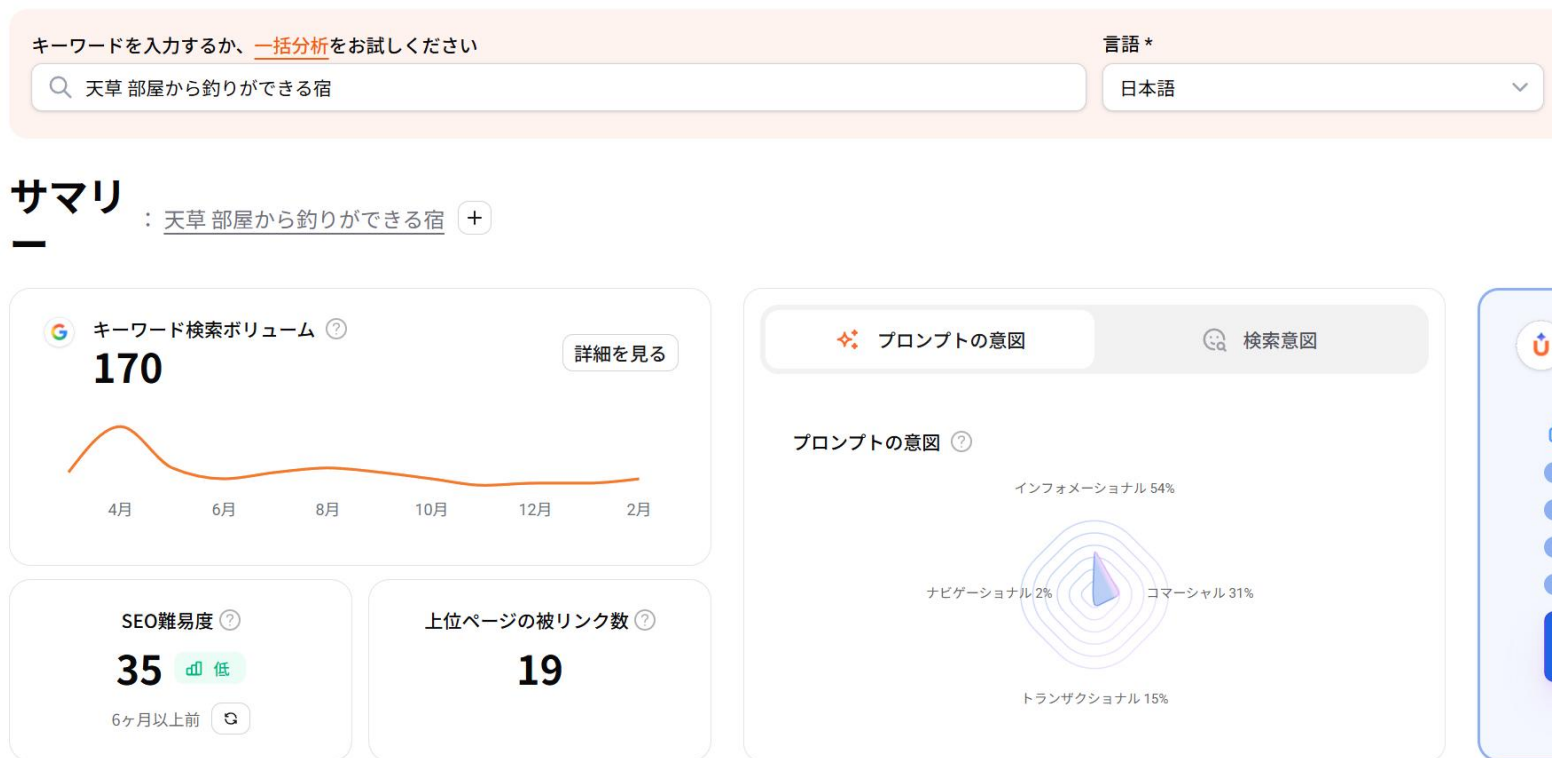 キーワードを入力するか、一括分析をお試しください
言語 *
天草 部屋から釣りができる宿
日本語
サマリー
: 天草 部屋から釣りができる宿 +
キーワード検索ボリューム ?
170
詳細を見る
4月 6月 8月 10月 12月 2月
SEO難易度 ?
35 低
6ヶ月以上前
上位ページの被リンク数 ?
19
プロンプトの意図
検索意図
プロンプトの意図 ?
インフォメーショナル 54%
ナビゲーショナル 2%
コマーシャル 31%
トランザクショナル 15%